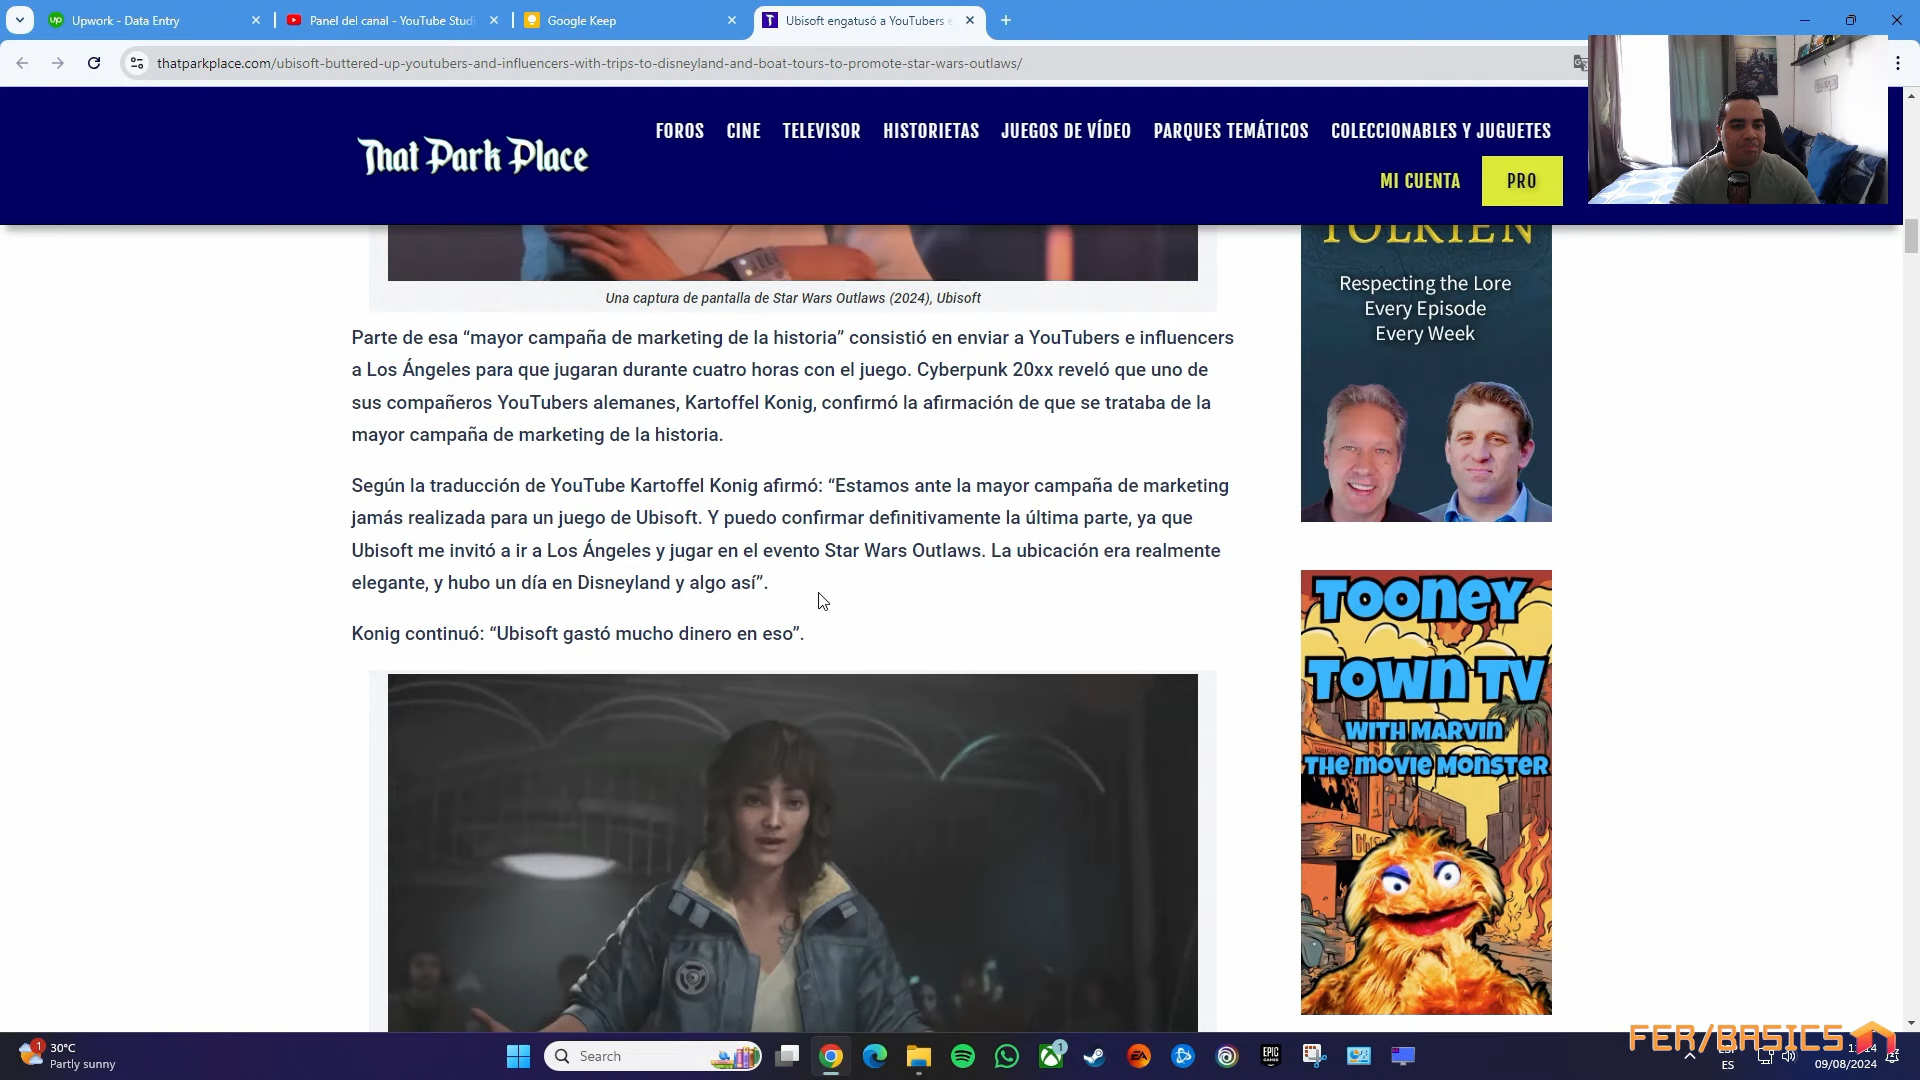 Upwork - Data Entry
Panel del canal - YouTube Studi
Google Keep
Ubisoft engatusó a YouTubers e
thatparkplace.com/ubisoft-buttered-up-youtubers-and-influencers-with-trips-to-disneyland-and-boat-tours-to-promote-star-wars-outlaws/
That Park Place
FOROS CINE TELEVISOR HISTORIETAS JUEGOS DE VÍDEO PARQUES TEMÁTICOS COLECCIONABLES Y JUGUETES
MI CUENTA PRO
Una captura de pantalla de Star Wars Outlaws (2024), Ubisoft
Parte de esa “mayor campaña de marketing de la historia” consistió en enviar a YouTubers e influencers
a Los Ángeles para que jugaran durante cuatro horas con el juego. Cyberpunk 20xx reveló que uno de
sus compañeros YouTubers alemanes, Kartoffel Konig, confirmó la afirmación de que se trataba de la
mayor campaña de marketing de la historia.
Según la traducción de YouTube Kartoffel Konig afirmó: “Estamos ante la mayor campaña de marketing
jamás realizada para un juego de Ubisoft. Y puedo confirmar definitivamente la última parte, ya que
Ubisoft me invitó a ir a Los Ángeles y jugar en el evento Star Wars Outlaws. La ubicación era realmente
elegante, y hubo un día en Disneyland y algo así”.
Konig continuó: “Ubisoft gastó mucho dinero en eso”.
TOLKIEN
Respecting the Lore
Every Episode
Every Week
TOONEY
TOWN TV
WITH MARVIN
THE MOVIE MONSTER
FER/BASICS
1
30°C
Partly sunny
Search
1
EA
EPIC
GAMES
ES
09/08/2024